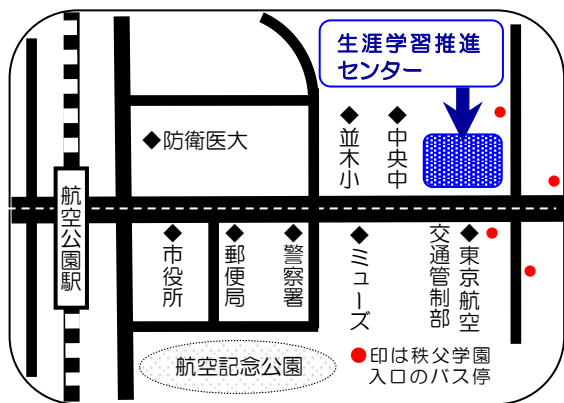 生涯学習推進
センター
◆防衛医大
◆並木小
◆中央中
航空公園駅
◆市役所
◆郵便局
◆警察署
◆ミューズ
◆東京航空
交通管制部
航空記念公園
●印は秩父学園
入口のバス停